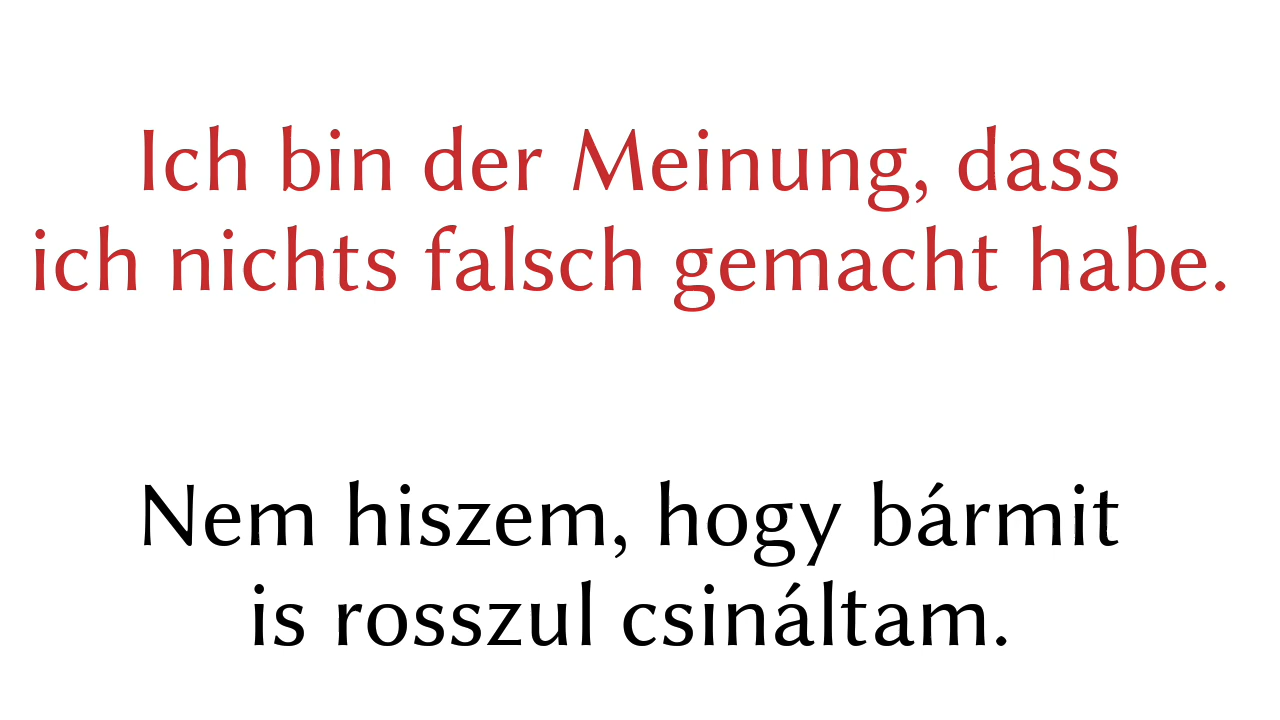 Ich bin der Meinung, dass
ich nichts falsch gemacht habe.
Nem hiszem, hogy bármit
is rosszul csináltam.